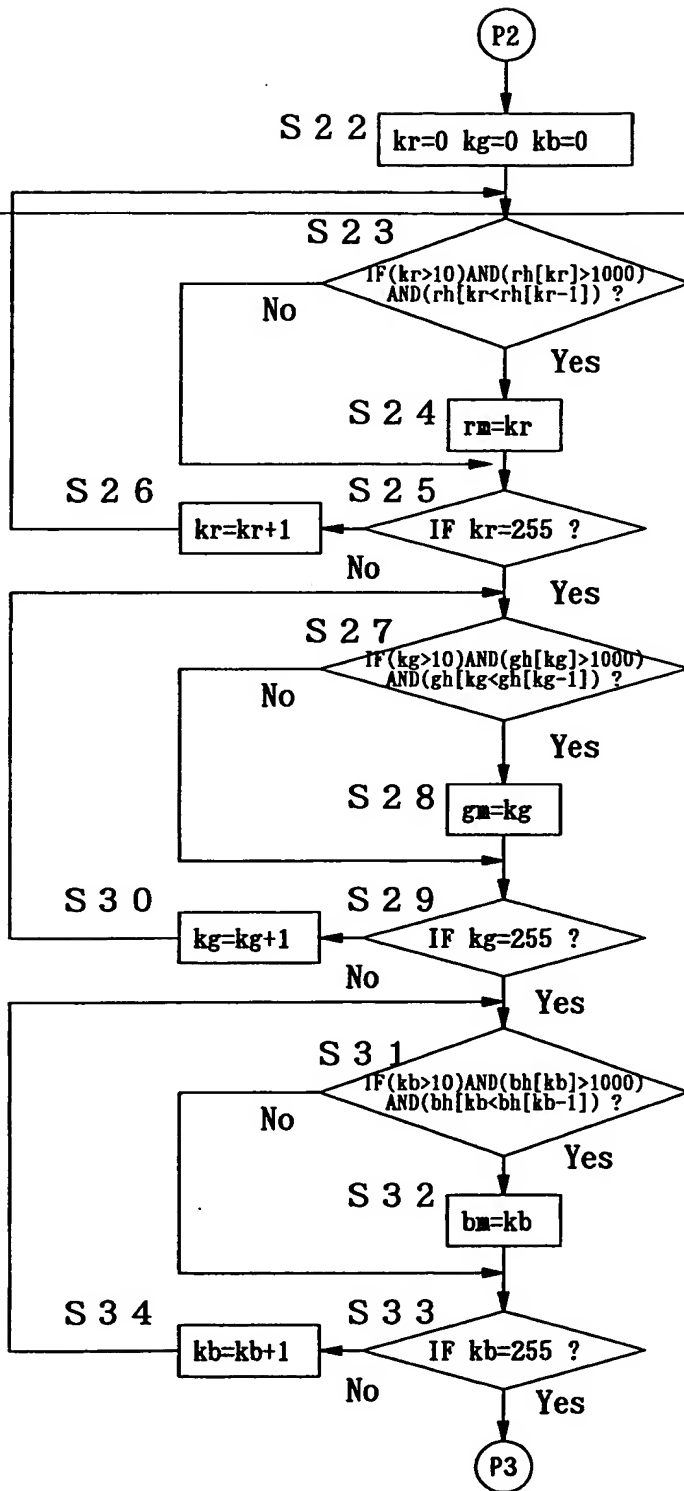 P2
S22
kr=0 kg=0 kb=0
S23
IF(kr>10)AND(rh[kr]>1000)
AND(rh[kr<rh[kr-1]) ?
No
Yes
S24
rm=kr
S26
S25
kr=kr+1
IF kr=255 ?
No
Yes
S27
IF(kg>10)AND(gh[kg]>1000)
AND(gh[kg<gh[kg-1]) ?
No
Yes
S28
gm=kg
S30
S29
kg=kg+1
IF kg=255 ?
No
Yes
S31
IF(kb>10)AND(bh[kb]>1000)
AND(bh[kb<bh[kb-1]) ?
No
Yes
S32
bm=kb
S34
S33
kb=kb+1
IF kb=255 ?
No
Yes
P3